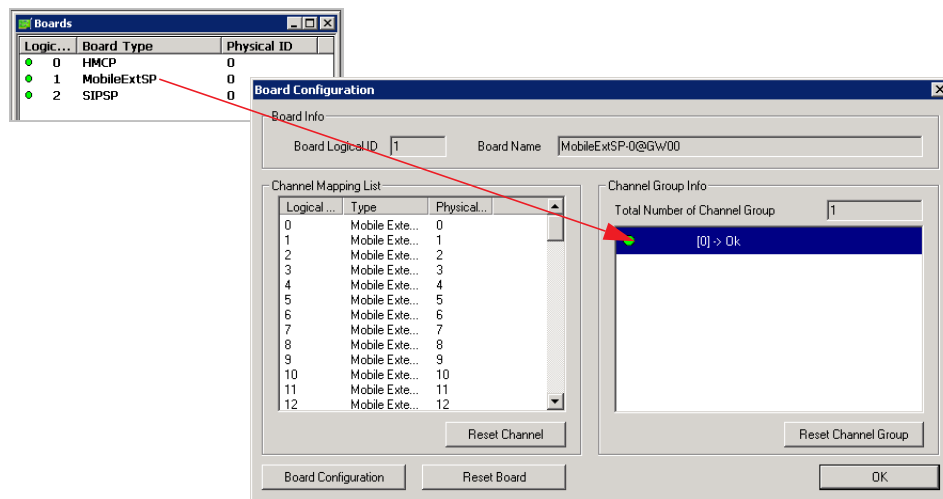 Boards
Logic... Board Type Physical ID
0 HMCP 0
1 MobileExtSP 0
2 SIPSP 0
Board Configuration
Board Info
Board Logical ID 1 Board Name MobileExtSP-0@GW00
Channel Mapping List
Logical ... Type Physical...
0 Mobile Exte... 0
1 Mobile Exte... 1
2 Mobile Exte... 2
3 Mobile Exte... 3
4 Mobile Exte... 4
5 Mobile Exte... 5
6 Mobile Exte... 6
7 Mobile Exte... 7
8 Mobile Exte... 8
9 Mobile Exte... 9
10 Mobile Exte... 10
11 Mobile Exte... 11
12 Mobile Exte... 12
Reset Channel
Channel Group Info
Total Number of Channel Group 1
[0] -> Ok
Reset Channel Group
Board Configuration Reset Board OK